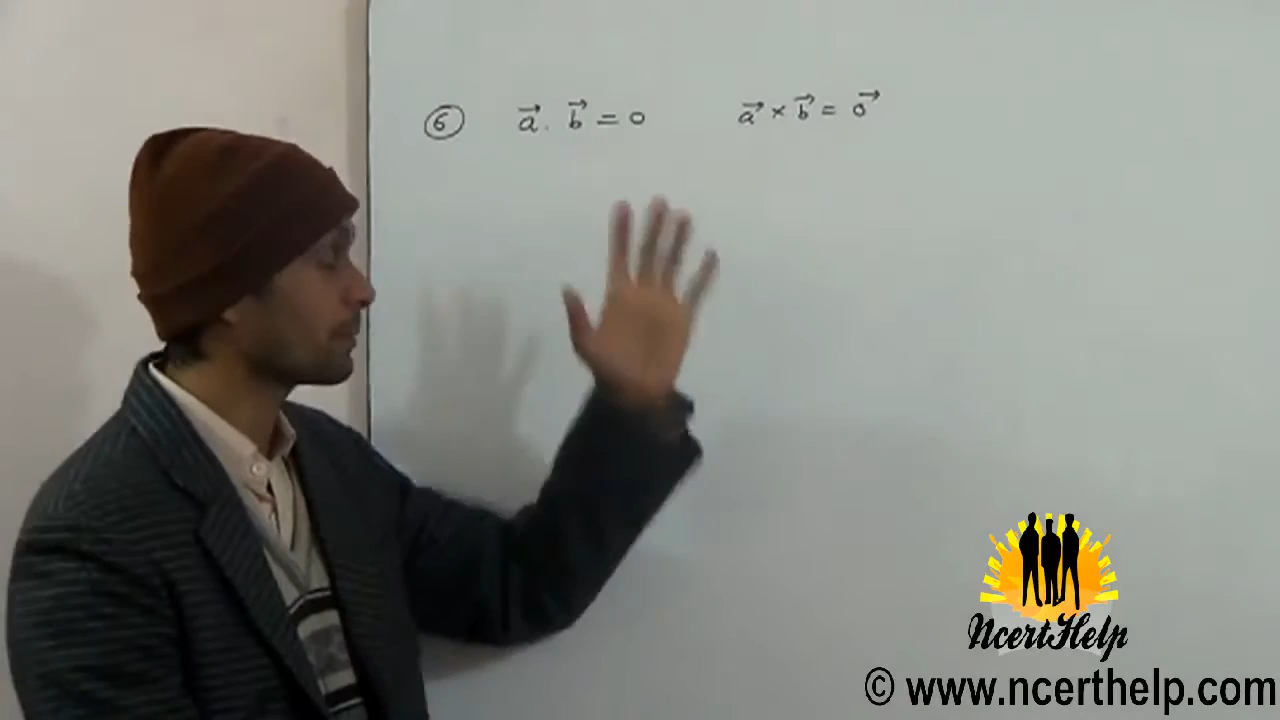 ⑥ a⃗ . b⃗ = 0 a⃗ × b⃗ = 0⃗
NcertHelp
© www.ncerthelp.com